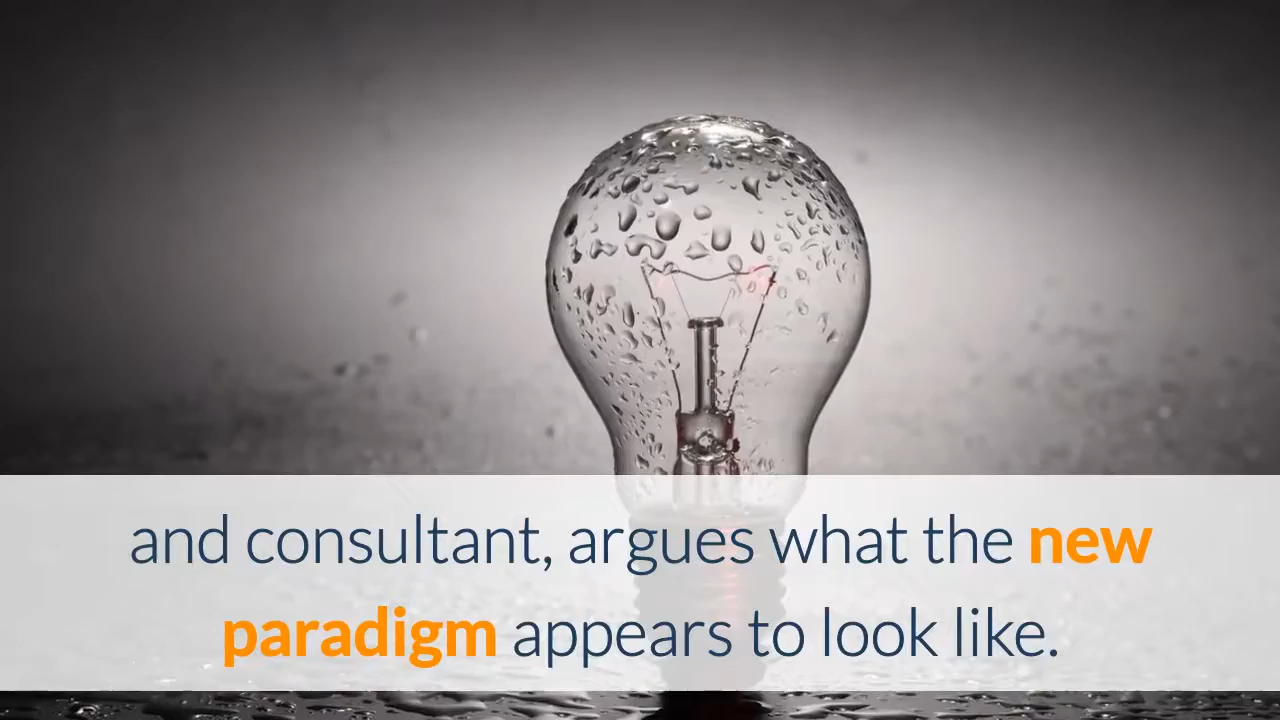 and consultant, argues what the new
paradigm appears to look like.